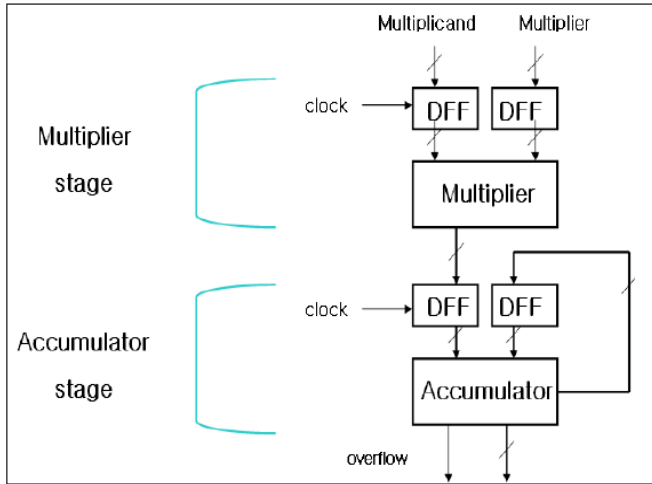 Multiplicand Multiplier
clock DFF DFF
Multiplier
stage
Multiplier
clock DFF DFF
Accumulator
stage
Accumulator
overflow